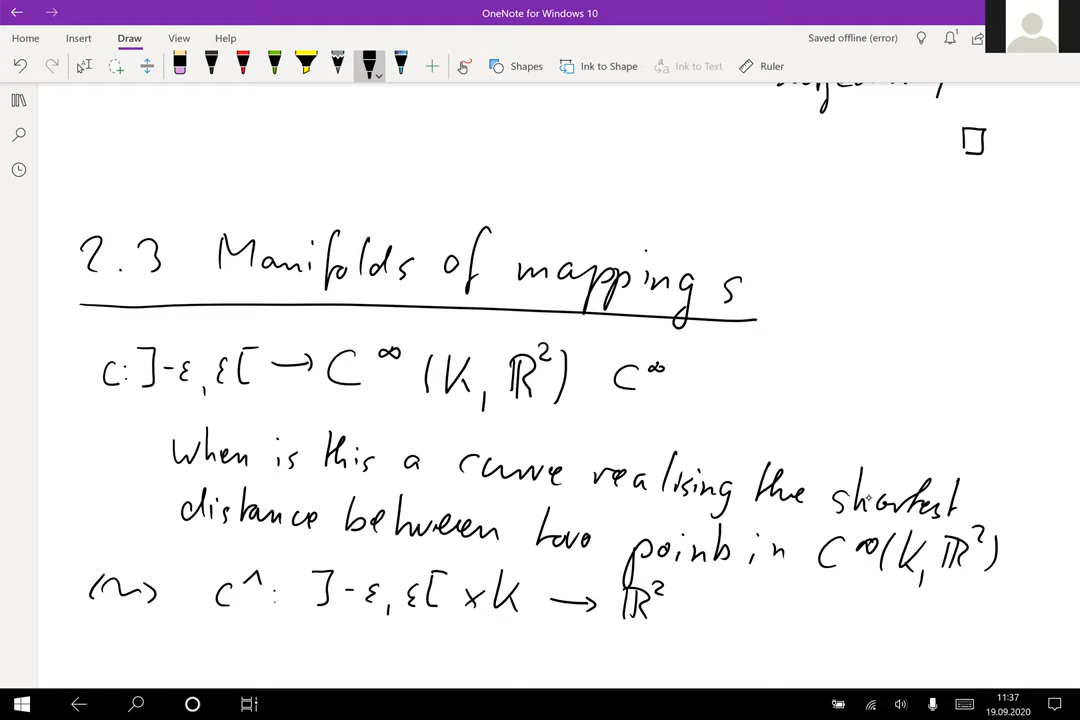 OneNote for Windows 10
Home Insert Draw View Help
Saved offline (error)
Shapes Ink to Shape Ink to Text Ruler
2.3 Manifolds of mappings
c: ]-ε, ε[ → C^∞ (K, ℝ²) C^∞
When is this a curve realising the shortest
distance between two points in C^∞(K, ℝ²)
c^: ]-ε, ε[ × K → ℝ²
11:37
19.09.2020